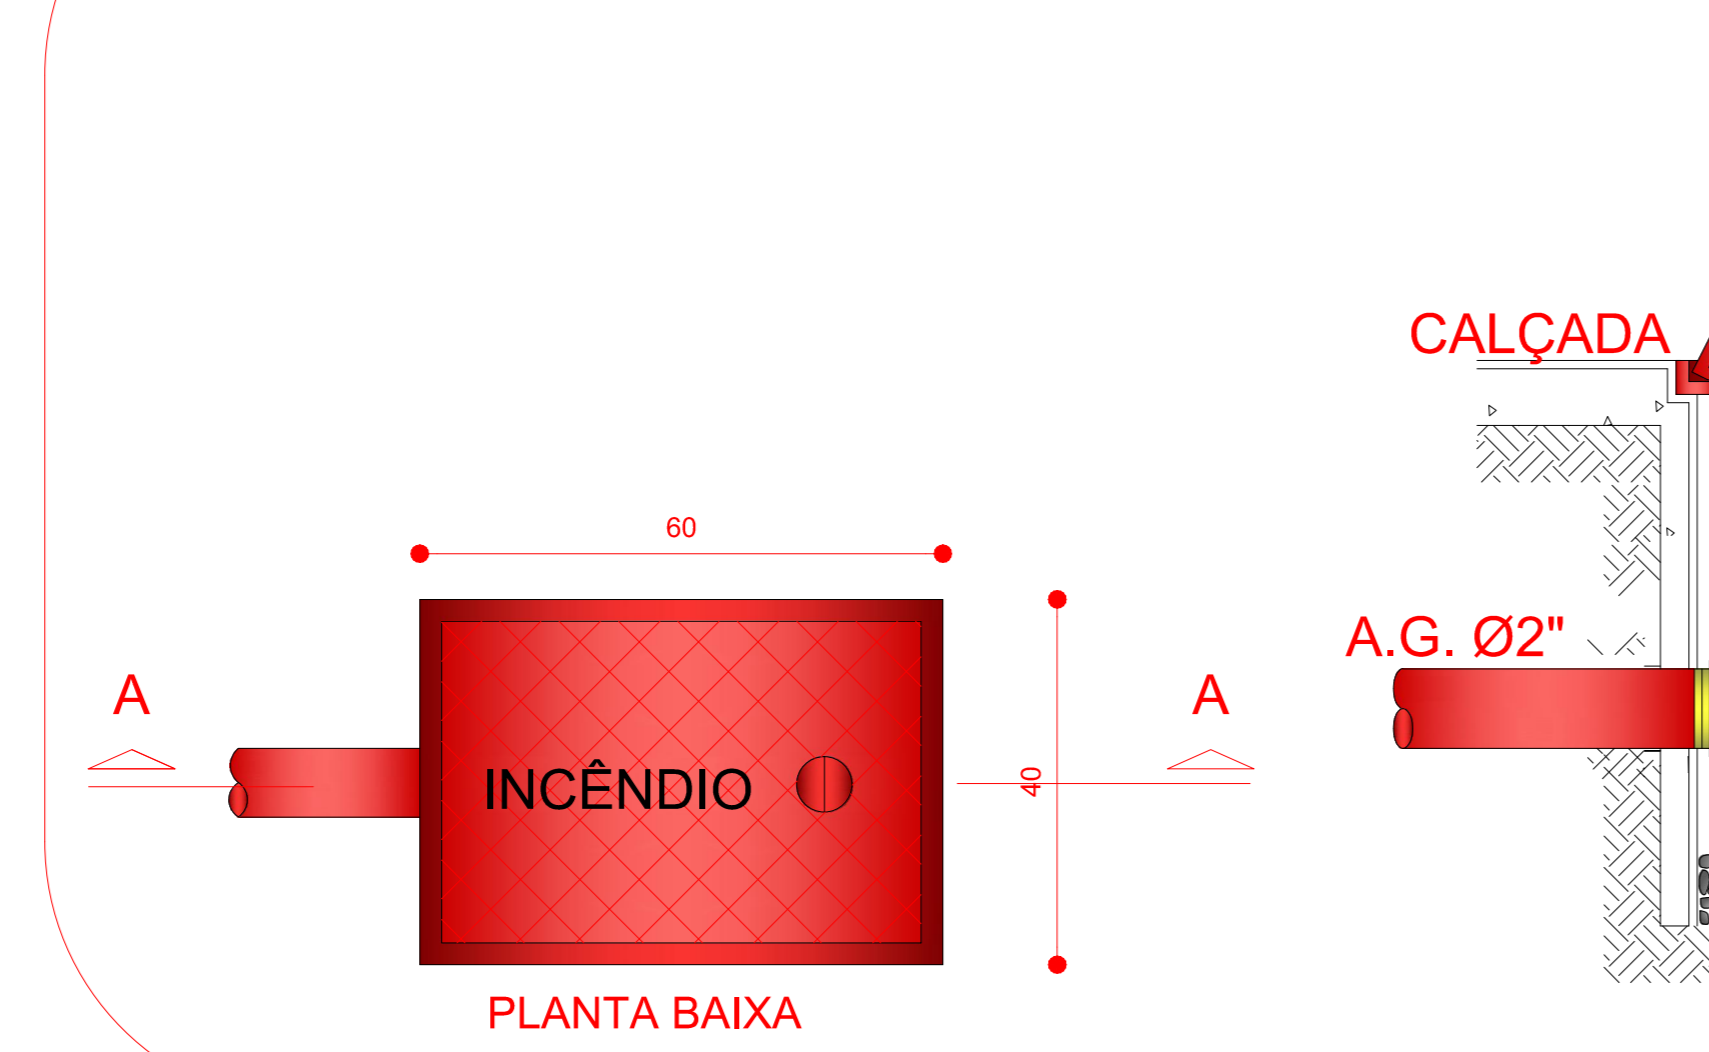 CALÇADA
60
A.G. Ø2"
A
A
INCÊNDIO
40
PLANTA BAIXA